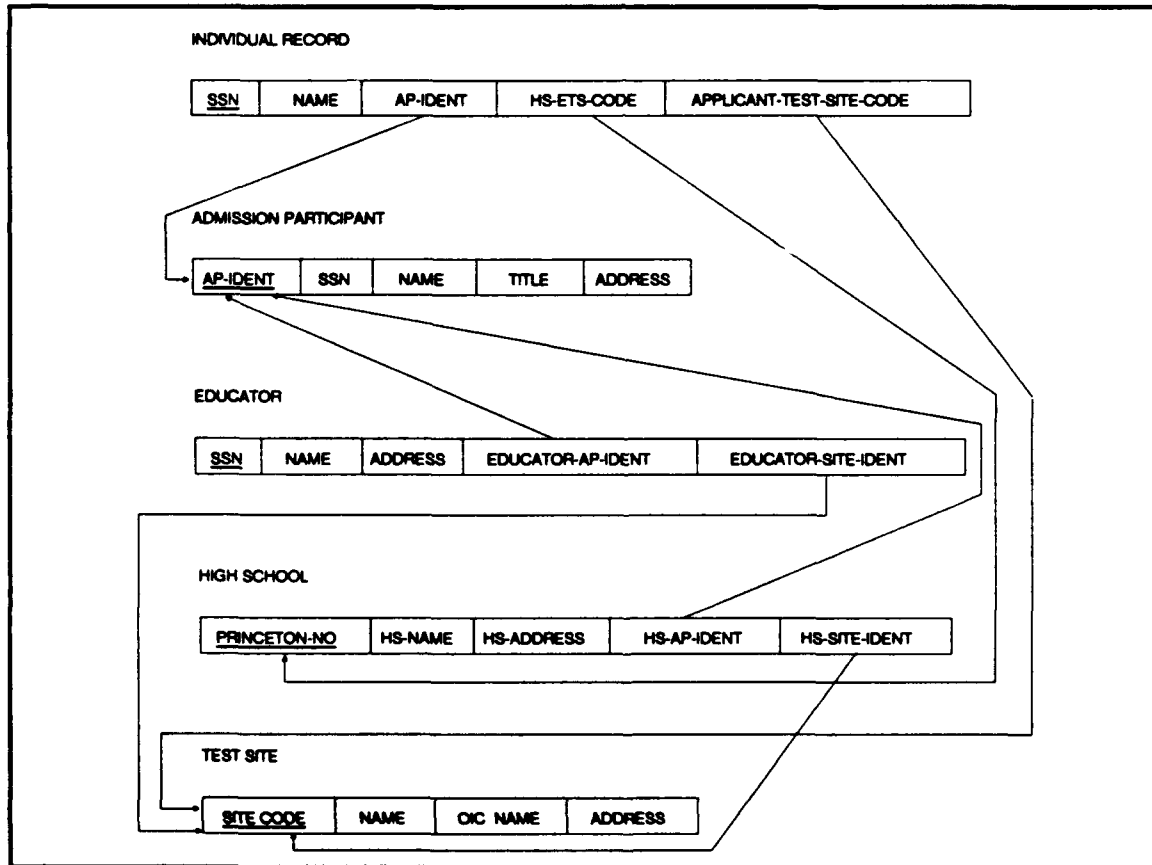 INDIVIDUAL RECORD
SSN NAME AP-IDENT HS-ETS-CODE APPLICANT-TEST-SITE-CODE
ADMISSION PARTICIPANT
AP-IDENT SSN NAME TITLE ADDRESS
EDUCATOR
SSN NAME ADDRESS EDUCATOR-AP-IDENT EDUCATOR-SITE-IDENT
HIGH SCHOOL
PRINCETON-NO HS-NAME HS-ADDRESS HS-AP-IDENT HS-SITE-IDENT
TEST SITE
SITE CODE NAME OIC NAME ADDRESS